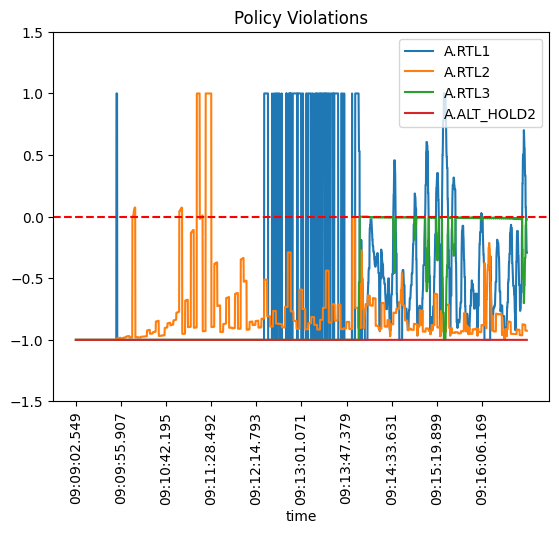 Policy Violations
A.RTL1
A.RTL2
A.RTL3
A.ALT_HOLD2
1.5
1.0
0.5
0.0
−0.5
−1.0
−1.5
09:09:02.549
09:09:55.907
09:10:42.195
09:11:28.492
09:12:14.793
09:13:01.071
09:13:47.379
09:14:33.631
09:15:19.899
09:16:06.169
time